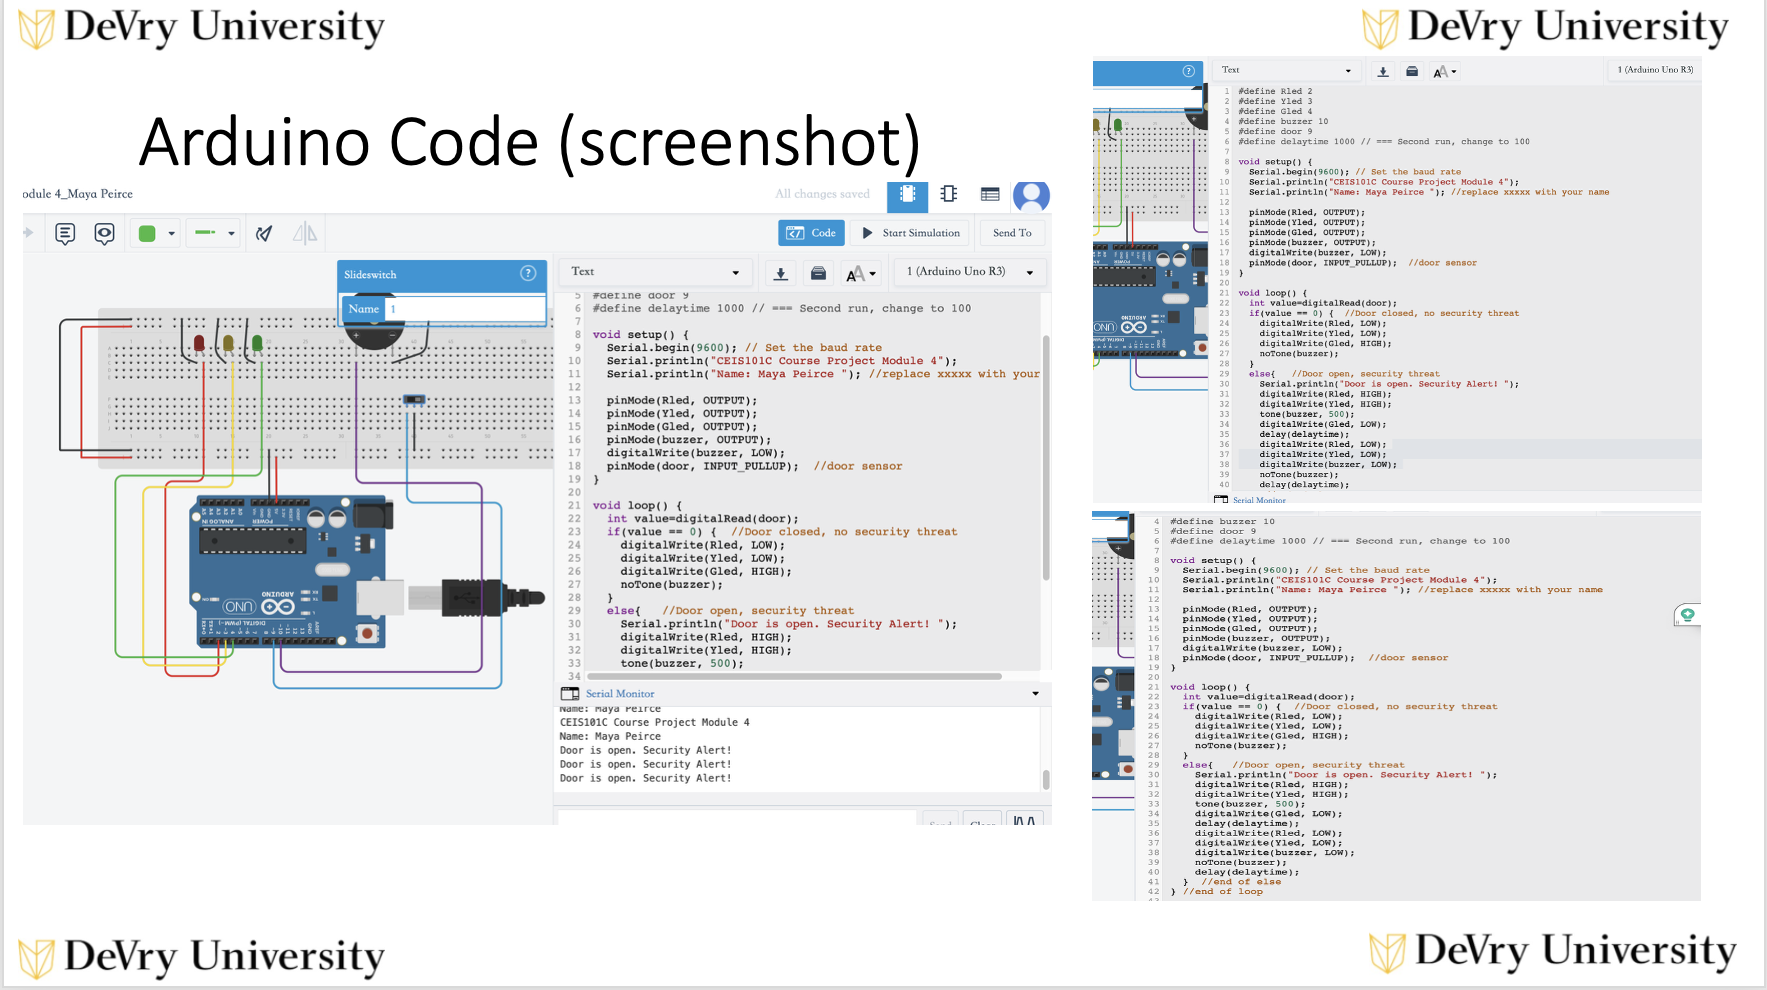 DeVry University
DeVry University
Arduino Code (screenshot)
odule 4_Maya Peirce
All changes saved
Code
Start Simulation
Send To
Slideswitch
?
Name
1
Text
AA
1 (Arduino Uno R3)
5 #define door 9
6 #define delaytime 1000 // === Second run, change to 100
7
8 void setup() {
9 Serial.begin(9600); // Set the baud rate
10 Serial.println("CEIS101C Course Project Module 4");
11 Serial.println("Name: Maya Peirce "); //replace xxxxx with your
12
13 pinMode(Rled, OUTPUT);
14 pinMode(Yled, OUTPUT);
15 pinMode(Gled, OUTPUT);
16 pinMode(buzzer, OUTPUT);
17 digitalWrite(buzzer, LOW);
18 pinMode(door, INPUT_PULLUP); //door sensor
19 }
20
21 void loop() {
22 int value=digitalRead(door);
23 if(value == 0) { //Door closed, no security threat
24 digitalWrite(Rled, LOW);
25 digitalWrite(Yled, LOW);
26 digitalWrite(Gled, HIGH);
27 noTone(buzzer);
28 }
29 else{ //Door open, security threat
30 Serial.println("Door is open. Security Alert! ");
31 digitalWrite(Rled, HIGH);
32 digitalWrite(Yled, HIGH);
33 tone(buzzer, 500);
34
Serial Monitor
Name: Maya Peirce
CEIS101C Course Project Module 4
Name: Maya Peirce
Door is open. Security Alert!
Door is open. Security Alert!
Door is open. Security Alert!
ARDUINO
UNO
?
Text
AA
1 (Arduino Uno R3)
1 #define Rled 2
2 #define Yled 3
3 #define Gled 4
4 #define buzzer 10
5 #define door 9
6 #define delaytime 1000 // === Second run, change to 100
7
8 void setup() {
9 Serial.begin(9600); // Set the baud rate
10 Serial.println("CEIS101C Course Project Module 4");
11 Serial.println("Name: Maya Peirce "); //replace xxxxx with your name
12
13 pinMode(Rled, OUTPUT);
14 pinMode(Yled, OUTPUT);
15 pinMode(Gled, OUTPUT);
16 pinMode(buzzer, OUTPUT);
17 digitalWrite(buzzer, LOW);
18 pinMode(door, INPUT_PULLUP); //door sensor
19 }
20
21 void loop() {
22 int value=digitalRead(door);
23 if(value == 0) { //Door closed, no security threat
24 digitalWrite(Rled, LOW);
25 digitalWrite(Yled, LOW);
26 digitalWrite(Gled, HIGH);
27 noTone(buzzer);
28 }
29 else{ //Door open, security threat
30 Serial.println("Door is open. Security Alert! ");
31 digitalWrite(Rled, HIGH);
32 digitalWrite(Yled, HIGH);
33 tone(buzzer, 500);
34 digitalWrite(Gled, LOW);
35 delay(delaytime);
36 digitalWrite(Rled, LOW);
37 digitalWrite(Yled, LOW);
38 digitalWrite(buzzer, LOW);
39 noTone(buzzer);
40 delay(delaytime);
Serial Monitor
4 #define buzzer 10
5 #define door 9
6 #define delaytime 1000 // === Second run, change to 100
7
8 void setup() {
9 Serial.begin(9600); // Set the baud rate
10 Serial.println("CEIS101C Course Project Module 4");
11 Serial.println("Name: Maya Peirce "); //replace xxxxx with your name
12
13 pinMode(Rled, OUTPUT);
14 pinMode(Yled, OUTPUT);
15 pinMode(Gled, OUTPUT);
16 pinMode(buzzer, OUTPUT);
17 digitalWrite(buzzer, LOW);
18 pinMode(door, INPUT_PULLUP); //door sensor
19 }
20
21 void loop() {
22 int value=digitalRead(door);
23 if(value == 0) { //Door closed, no security threat
24 digitalWrite(Rled, LOW);
25 digitalWrite(Yled, LOW);
26 digitalWrite(Gled, HIGH);
27 noTone(buzzer);
28 }
29 else{ //Door open, security threat
30 Serial.println("Door is open. Security Alert! ");
31 digitalWrite(Rled, HIGH);
32 digitalWrite(Yled, HIGH);
33 tone(buzzer, 500);
34 digitalWrite(Gled, LOW);
35 delay(delaytime);
36 digitalWrite(Rled, LOW);
37 digitalWrite(Yled, LOW);
38 digitalWrite(buzzer, LOW);
39 noTone(buzzer);
40 delay(delaytime);
41 } //end of else
42 } //end of loop
DeVry University
DeVry University